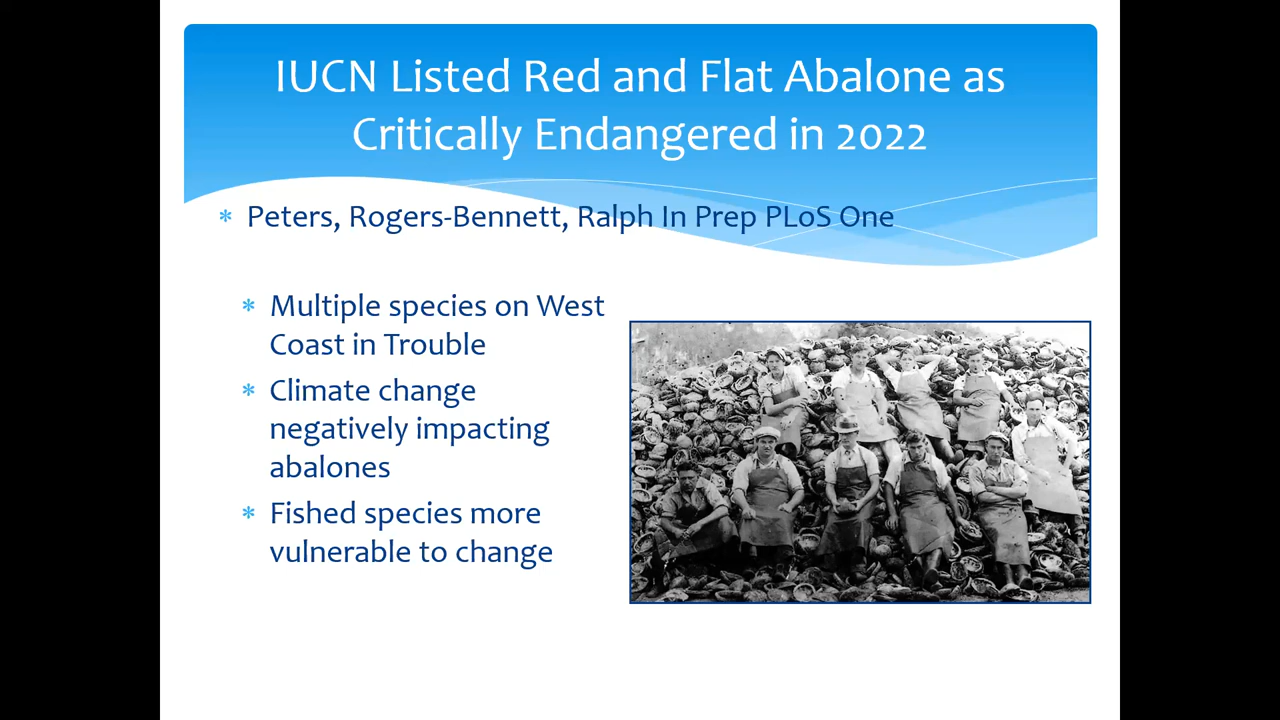 IUCN Listed Red and Flat Abalone as
Critically Endangered in 2022
* Peters, Rogers-Bennett, Ralph In Prep PLoS One
* Multiple species on West
Coast in Trouble
* Climate change
negatively impacting
abalones
* Fished species more
vulnerable to change